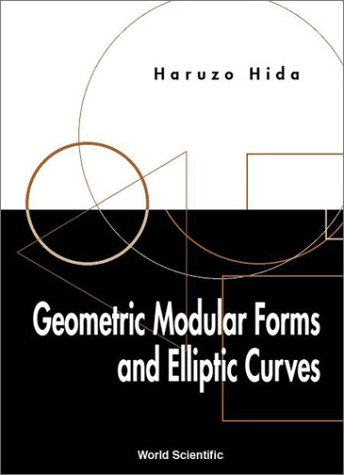 Haruzo Hida
Geometric Modular Forms
and Elliptic Curves
World Scientific